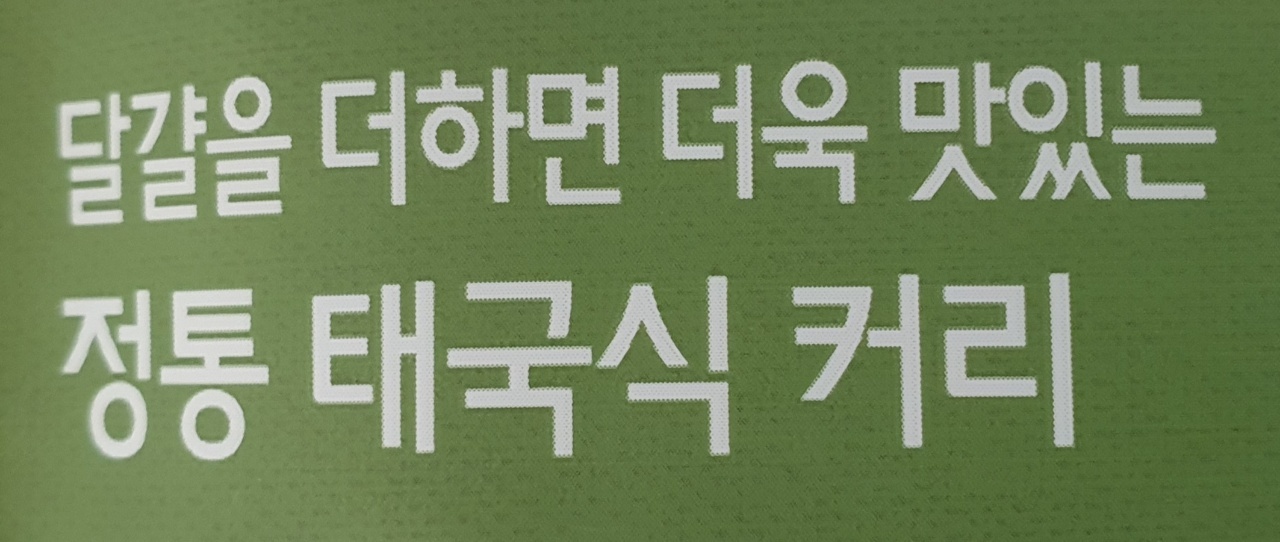 달걀을 더하면 더욱 맛있는
정통 태국식 커리